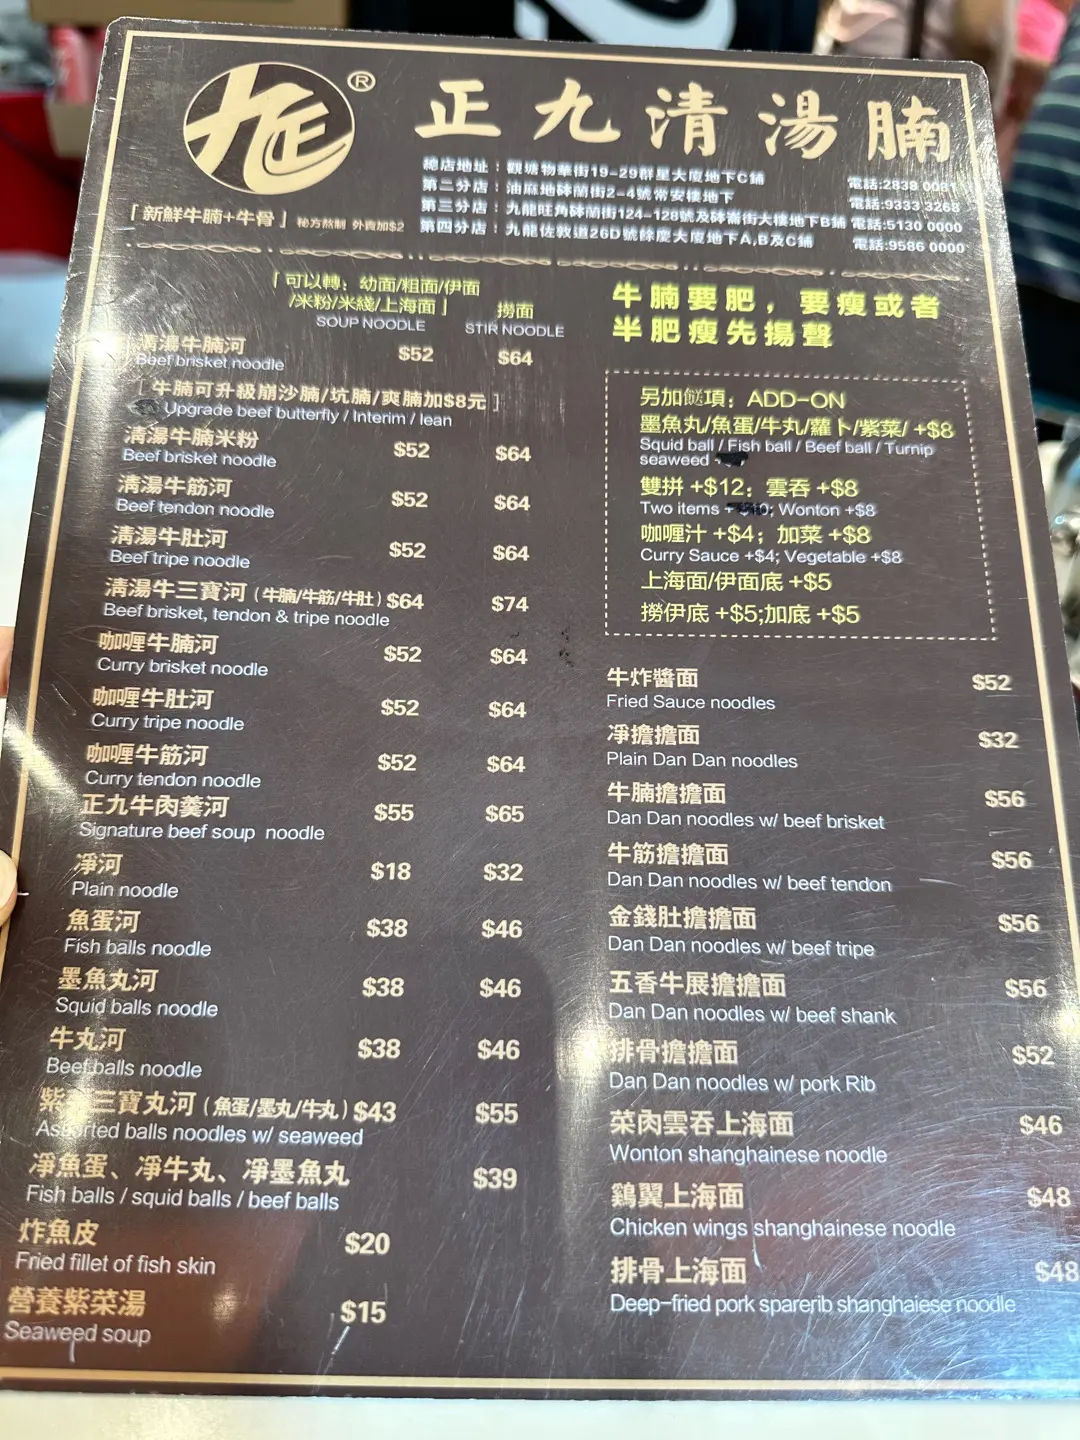 九正 ®
正九清湯腩
總店地址：觀塘物華街19-29群星大廈地下C鋪 電話:2838 0081
第二分店：油麻地砵蘭街2-4號常安樓地下 電話:9333 3268
第三分店：九龍旺角砵蘭街124-128號及砵崙街大樓地下B鋪 電話:5130 0000
第四分店：九龍佐敦道26D號餘慶大廈地下A,B及C鋪 電話:9586 0000
「新鮮牛腩+牛骨」秘方熬制 外賣加$2
「可以轉：幼面/粗面/伊面
/米粉/米綫/上海面」 撈面
SOUP NOODLE STIR NOODLE
清湯牛腩河 $52 $64
Beef brisket noodle
「牛腩可升級崩沙腩/坑腩/爽腩加$8元」
Upgrade beef butterfly / Interim / lean
清湯牛腩米粉 $52 $64
Beef brisket noodle
清湯牛筋河 $52 $64
Beef tendon noodle
清湯牛肚河 $52 $64
Beef tripe noodle
清湯牛三寶河（牛腩/牛筋/牛肚）$64 $74
Beef brisket, tendon & tripe noodle
咖喱牛腩河 $52 $64
Curry brisket noodle
咖喱牛肚河 $52 $64
Curry tripe noodle
咖喱牛筋河 $52 $64
Curry tendon noodle
正九牛肉羹河 $55 $65
Signature beef soup noodle
凈河 $18 $32
Plain noodle
魚蛋河 $38 $46
Fish balls noodle
墨魚丸河 $38 $46
Squid balls noodle
牛丸河 $38 $46
Beef balls noodle
紫菜三寶丸河（魚蛋/墨丸/牛丸）$43 $55
Assorted balls noodles w/ seaweed
凈魚蛋、凈牛丸、凈墨魚丸 $39
Fish balls / squid balls / beef balls
炸魚皮 $20
Fried fillet of fish skin
營養紫菜湯 $15
Seaweed soup
牛腩要肥，要瘦或者
半肥瘦先揚聲
另加餸項：ADD-ON
墨魚丸/魚蛋/牛丸/蘿卜/紫菜/ +$8
Squid ball / Fish ball / Beef ball / Turnip
seaweed
雙拼 +$12；雲吞 +$8
Two items ; Wonton +$8
咖喱汁 +$4；加菜 +$8
Curry Sauce +$4; Vegetable +$8
上海面/伊面底 +$5
撈伊底 +$5;加底 +$5
牛炸醬面 $52
Fried Sauce noodles
凈擔擔面 $32
Plain Dan Dan noodles
牛腩擔擔面 $56
Dan Dan noodles w/ beef brisket
牛筋擔擔面 $56
Dan Dan noodles w/ beef tendon
金錢肚擔擔面 $56
Dan Dan noodles w/ beef tripe
五香牛展擔擔面 $56
Dan Dan noodles w/ beef shank
排骨擔擔面 $52
Dan Dan noodles w/ pork Rib
菜肉雲吞上海面 $46
Wonton shanghainese noodle
鷄翼上海面 $48
Chicken wings shanghainese noodle
排骨上海面 $48
Deep-fried pork sparerib shanghaiese noodle